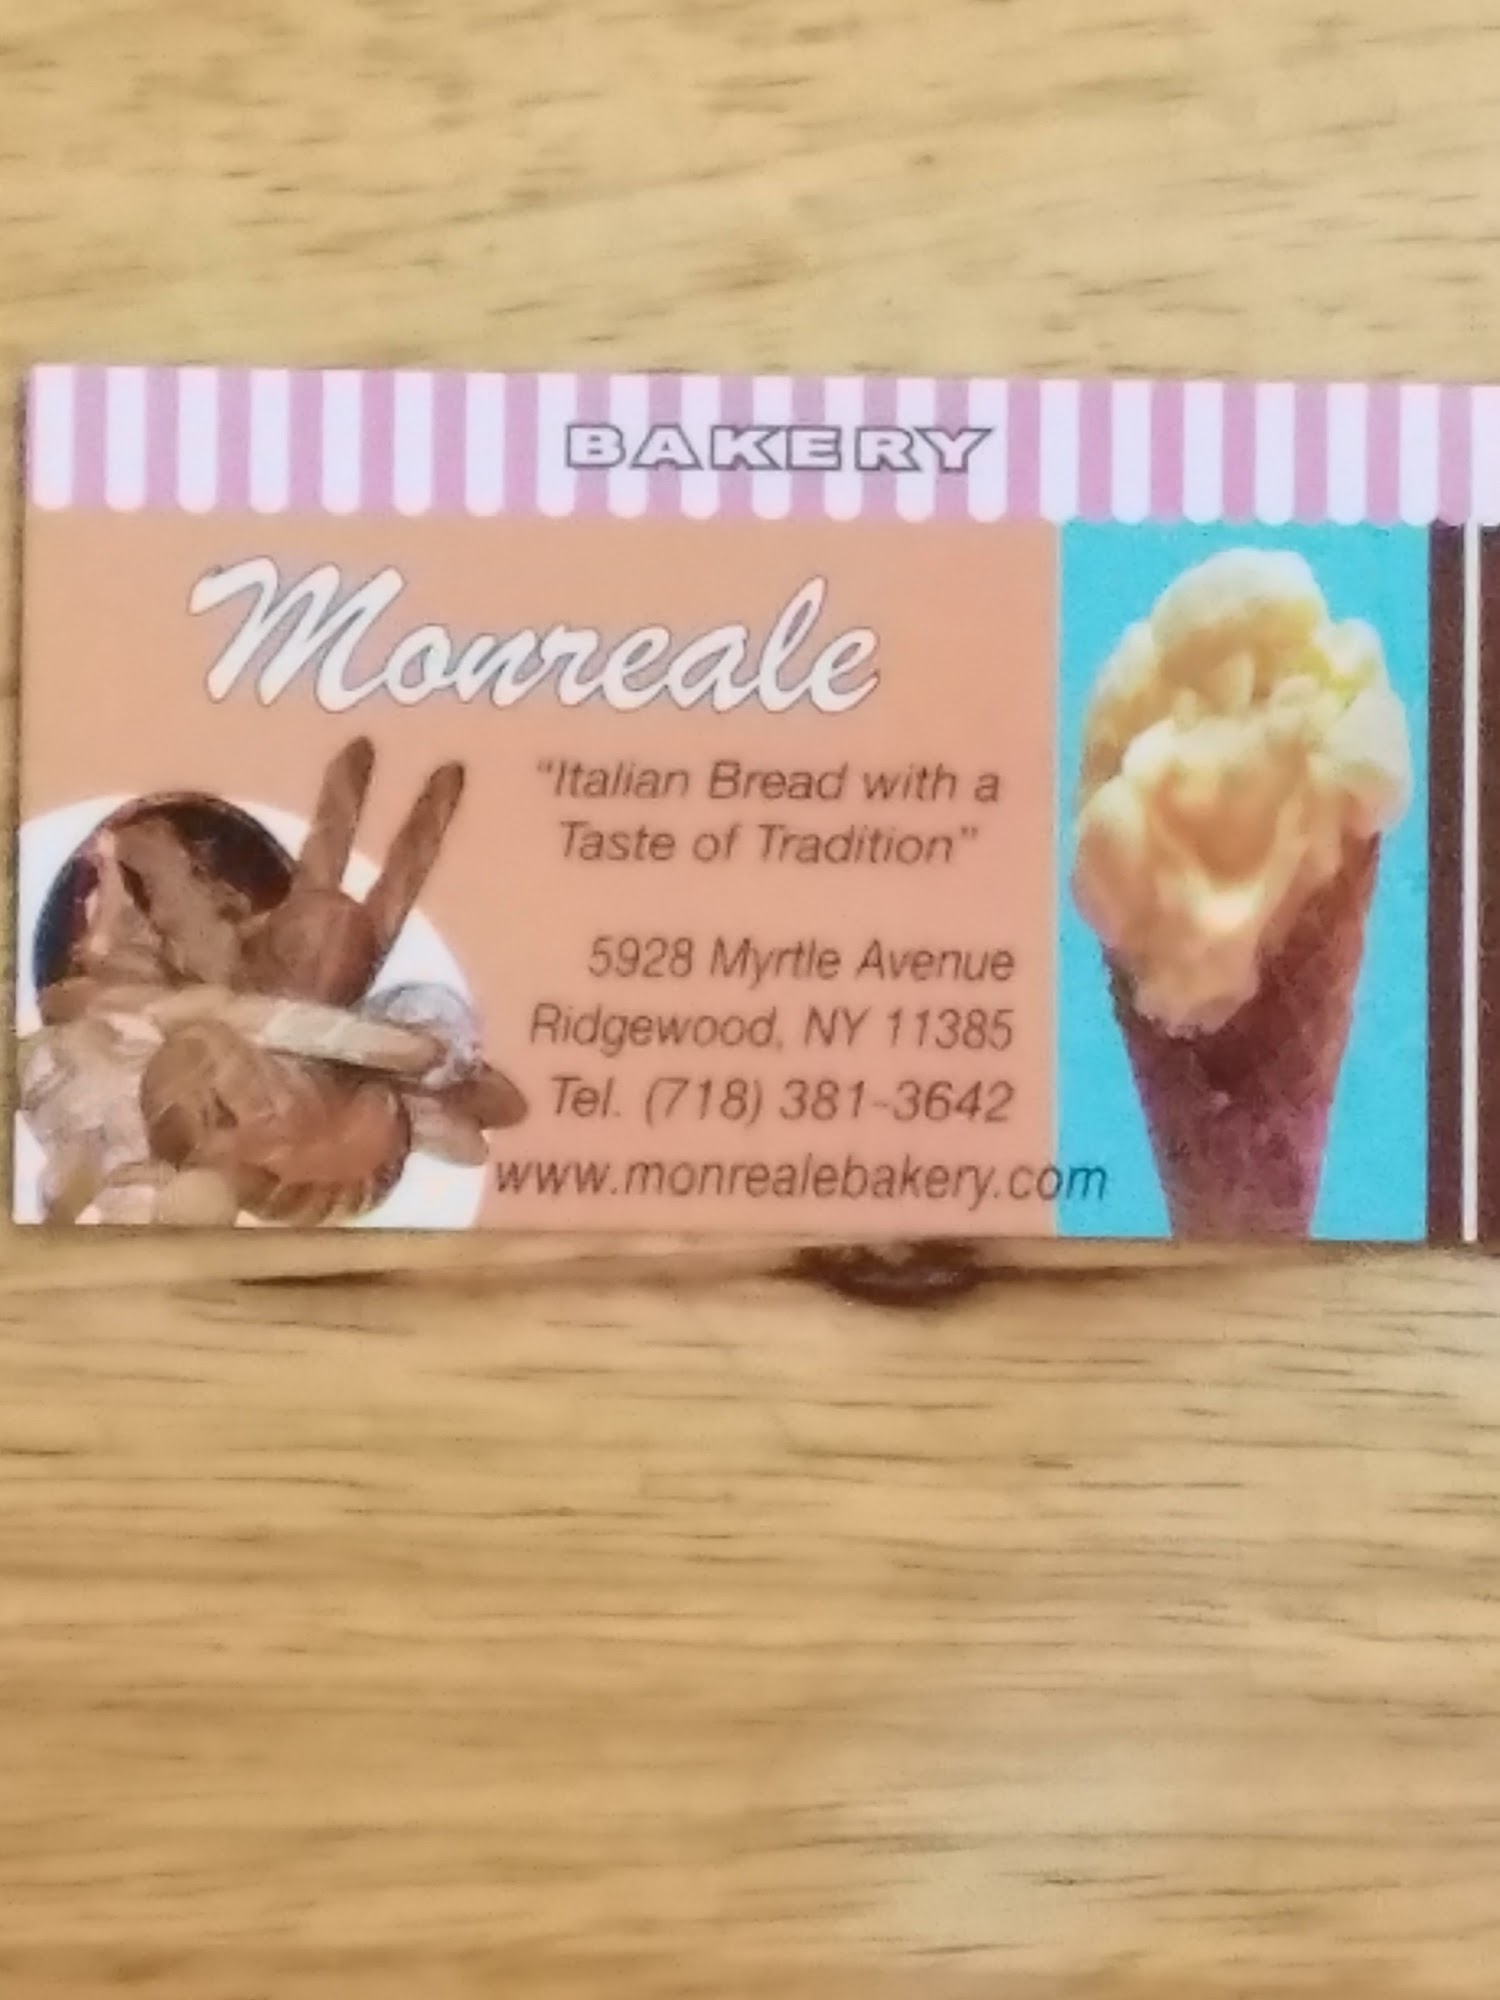 BAKERY
Monreale
"Italian Bread with a
Taste of Tradition"
5928 Myrtle Avenue
Ridgewood, NY 11385
Tel. (718) 381-3642
www.monrealebakery.com